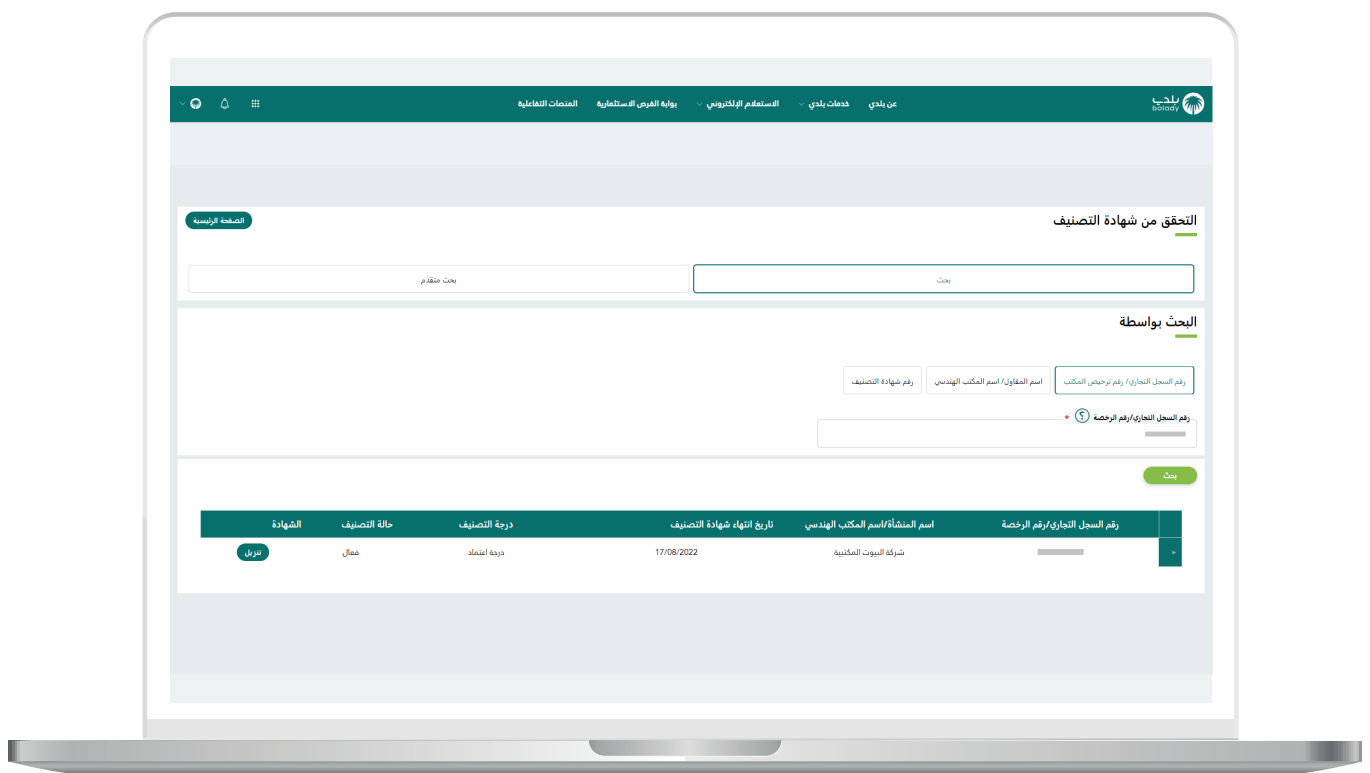 بلدي
balady
عن بلدي
خدمات بلدي
الاستعلام الإلكتروني
بوابة الفرص الاستثمارية
المنصات التفاعلية
التحقق من شهادة التصنيف
الصفحة الرئيسية
بحث
بحث متقدم
البحث بواسطة
رقم السجل التجاري/ رقم ترخيص المكتب
اسم المقاول/ اسم المكتب الهندسي
رقم شهادة التصنيف
رقم السجل التجاري/رقم الرخصة ؟ *
بحث
رقم السجل التجاري/رقم الرخصة اسم المنشأة/اسم المكتب الهندسي تاريخ انتهاء شهادة التصنيف درجة التصنيف حالة التصنيف الشهادة
شركة البيوت المكتبية 17/08/2022 درجة اعتماد فعال تنزيل